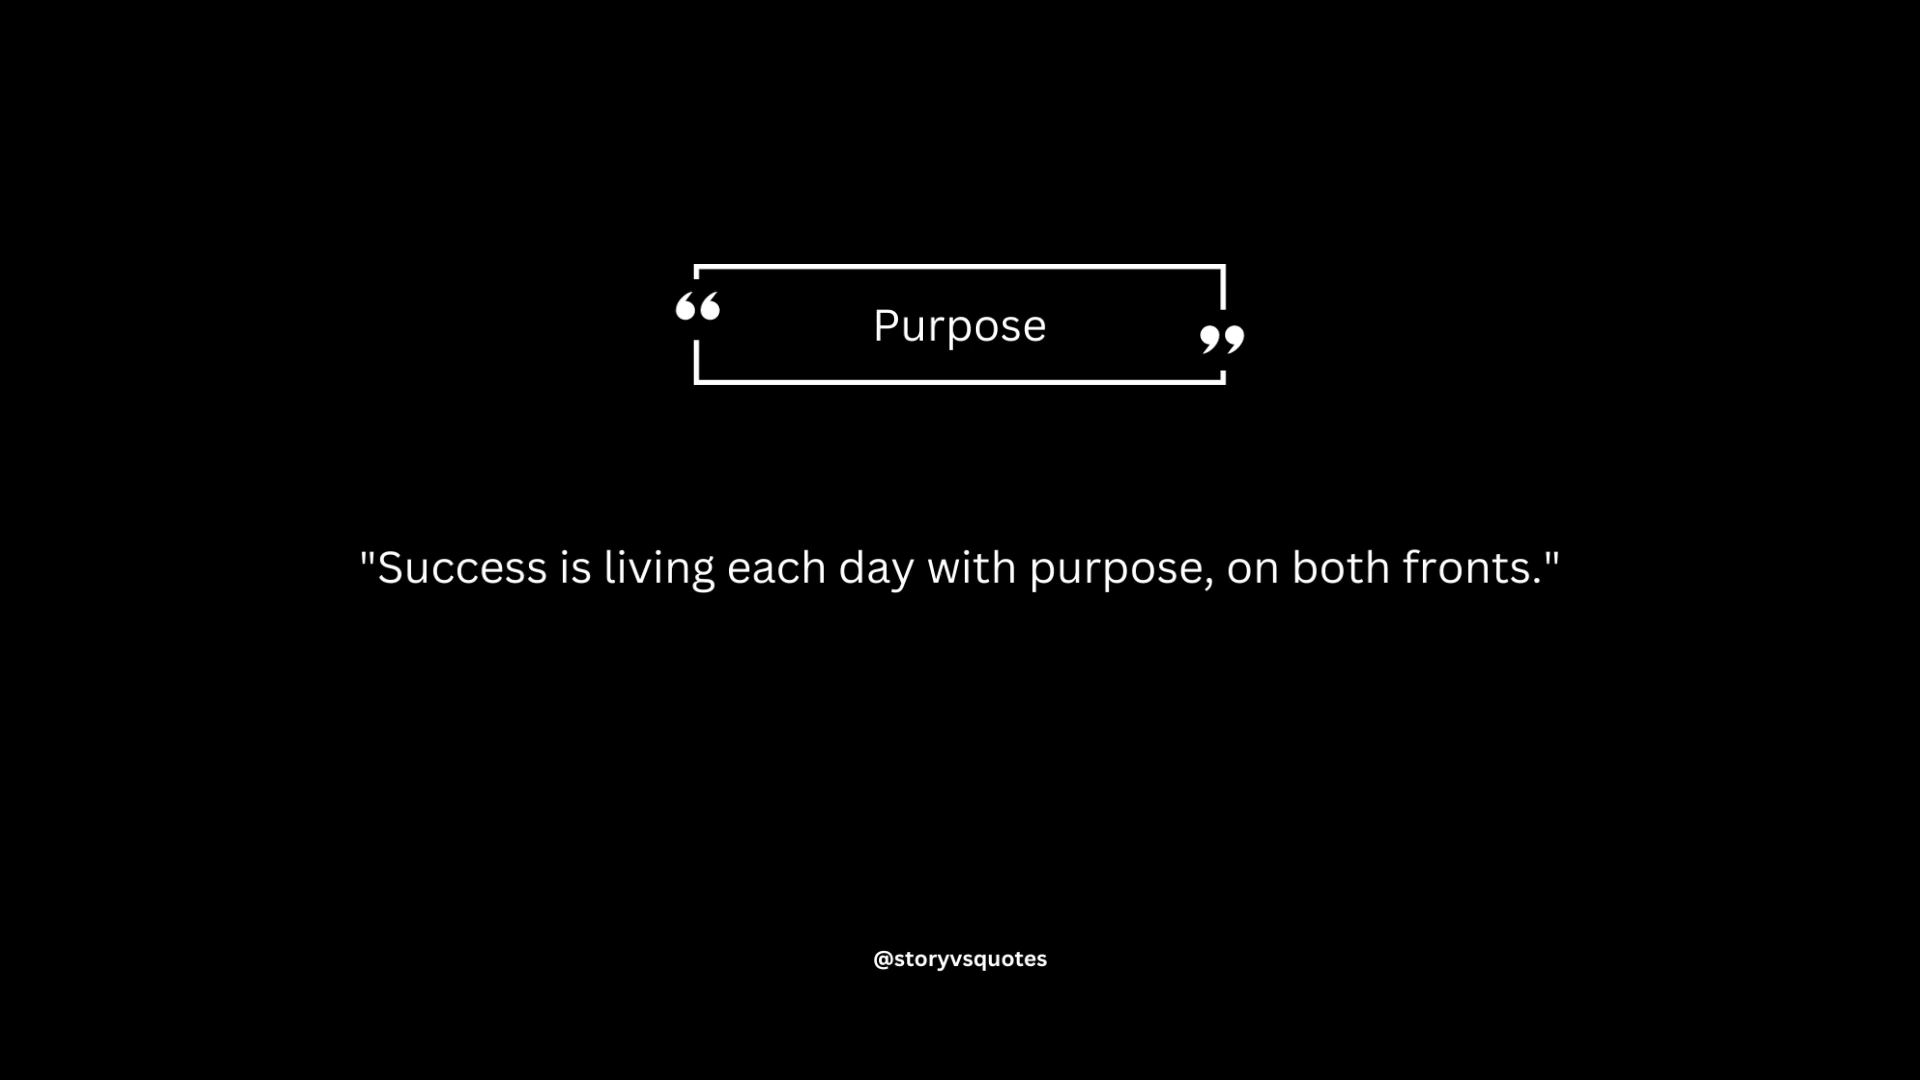 Purpose
"Success is living each day with purpose, on both fronts."
@storyvsquotes